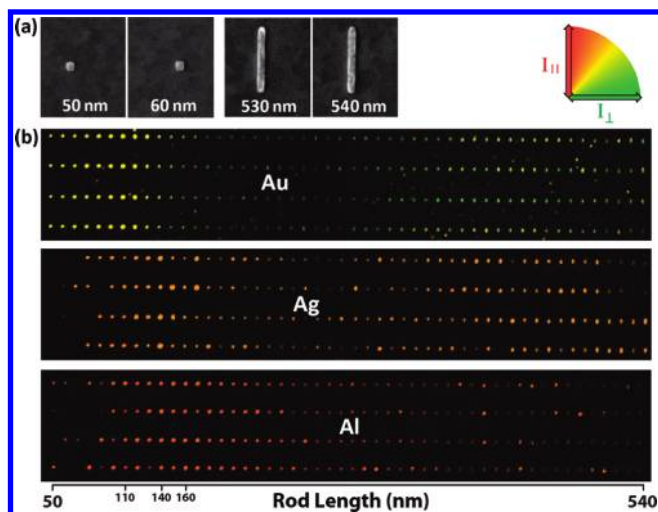 (a)
50 nm
60 nm
530 nm
540 nm
I||
I⊥
(b)
Au
Ag
Al
50
110
140
160
Rod Length (nm)
540